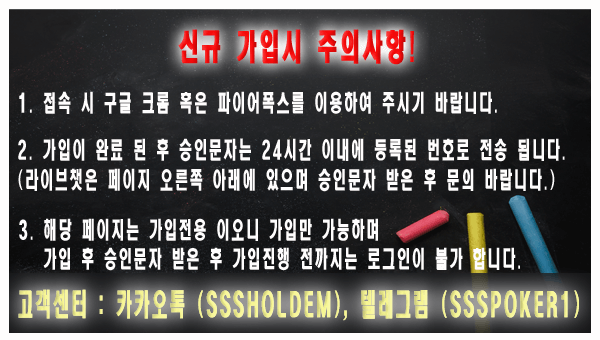 신규 가입시 주의사항!
1. 접속 시 구글 크롬 혹은 파이어폭스를 이용하여 주시기 바랍니다.
2. 가입이 완료 된 후 승인문자는 24시간 이내에 등록된 번호로 전송 됩니다.
(라이브챗은 페이지 오른쪽 아래에 있으며 승인문자 받은 후 문의 바랍니다.)
3. 해당 페이지는 가입전용 이오니 가입만 가능하며
가입 후 승인문자 받은 후 가입진행 전까지는 로그인이 불가 합니다.
고객센터 : 카카오톡 (SSSHOLDEM), 텔레그램 (SSSPOKER1)